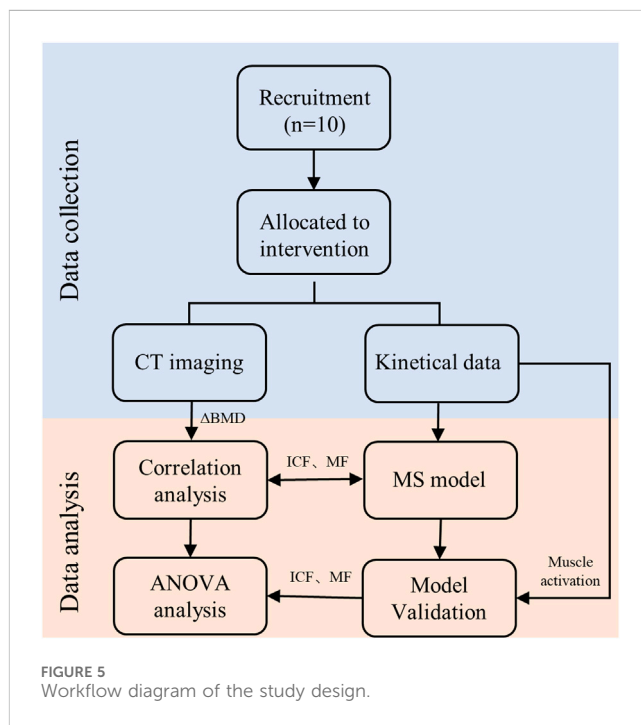 Data collection
Recruitment
(n=10)
Allocated to
intervention
CT imaging
Kinetical data
ΔBMD
Data analysis
Correlation
analysis
ICF、MF
MS model
ANOVA
analysis
ICF、MF
Model
Validation
Muscle
activation
FIGURE 5
Workflow diagram of the study design.